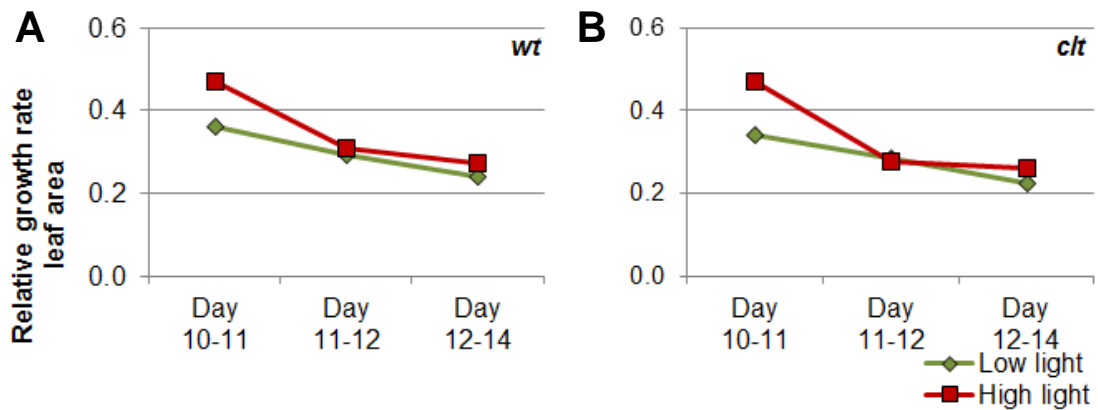 A
B
Relative growth rate
leaf area
0.6
0.4
0.2
0.0
wt
Day
10-11
Day
11-12
Day
12-14
0.6
0.4
0.2
0.0
clt
Day
10-11
Day
11-12
Day
12-14
Low light
High light